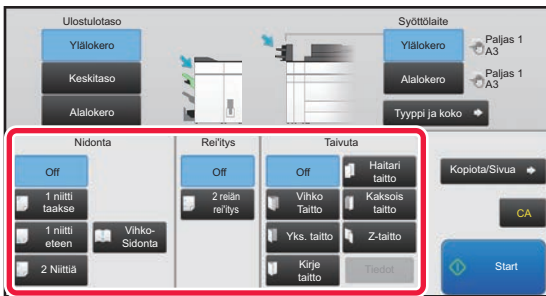 Ulostulotaso
Ylälokero
Keskitaso
Alalokero
Syöttölaite
Ylälokero
Paljas 1
A3
Alalokero
Paljas 1
A3
Tyyppi ja koko
Nidonta
Off
1 niitti
taakse
1 niitti
eteen
Vihko-
Sidonta
2 Niittiä
Rei'itys
Off
2 reiän
rei'itys
Taivuta
Off
Haitari
taitto
Vihko
Taitto
Kaksois
taitto
Yks. taitto
Z-taitto
Kirje
taitto
Tiedot
Kopiota/Sivua
CA
Start